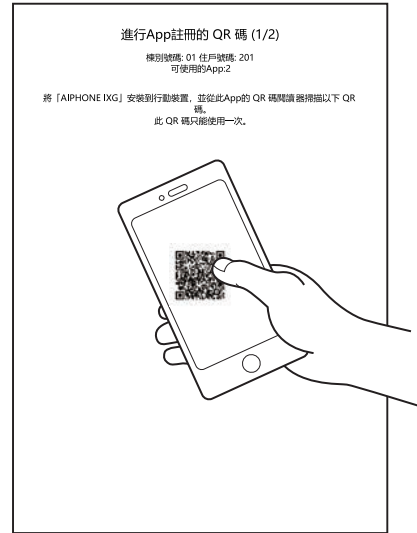 進行App註冊的 QR 碼 (1/2)
棟別號碼: 01 住戶號碼: 201
可使用的App:2
將「AIPHONE IXG」安裝到行動裝置，並從此App的 QR 碼閱讀器掃描以下 QR
碼。
此 QR 碼只能使用一次。